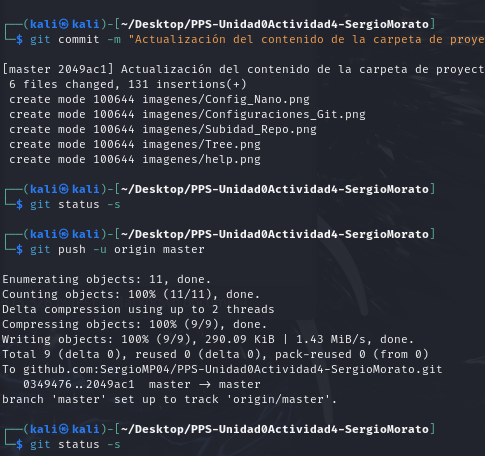 ┌──(kali㉿kali)-[~/Desktop/PPS-Unidad0Actividad4-SergioMorato]
└─$ git commit -m "Actualización del contenido de la carpeta de proye
[master 2049ac1] Actualización del contenido de la carpeta de proyect
 6 files changed, 131 insertions(+)
 create mode 100644 imagenes/Config_Nano.png
 create mode 100644 imagenes/Configuraciones_Git.png
 create mode 100644 imagenes/Subidad_Repo.png
 create mode 100644 imagenes/Tree.png
 create mode 100644 imagenes/help.png
┌──(kali㉿kali)-[~/Desktop/PPS-Unidad0Actividad4-SergioMorato]
└─$ git status -s
┌──(kali㉿kali)-[~/Desktop/PPS-Unidad0Actividad4-SergioMorato]
└─$ git push -u origin master
Enumerating objects: 11, done.
Counting objects: 100% (11/11), done.
Delta compression using up to 2 threads
Compressing objects: 100% (9/9), done.
Writing objects: 100% (9/9), 290.09 KiB | 1.43 MiB/s, done.
Total 9 (delta 0), reused 0 (delta 0), pack-reused 0 (from 0)
To github.com:SergioMP04/PPS-Unidad0Actividad4-SergioMorato.git
   0349476..2049ac1  master -> master
branch 'master' set up to track 'origin/master'.
┌──(kali㉿kali)-[~/Desktop/PPS-Unidad0Actividad4-SergioMorato]
└─$ git status -s